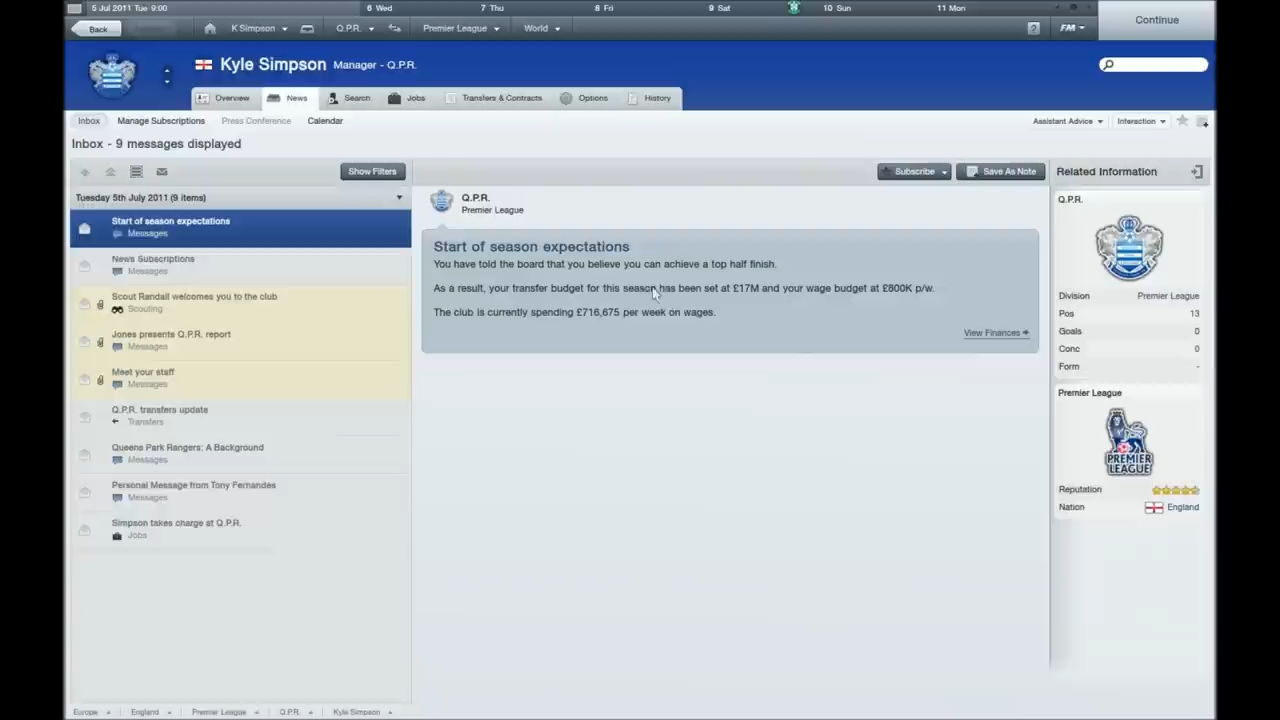 5 Jul 2011 Tue 9:00
6 Wed
7 Thu
8 Fri
9 Sat
10 Sun
11 Mon
Continue
Back
K Simpson
Q.P.R.
Premier League
World
FM
Kyle Simpson Manager - Q.P.R.
Overview
News
Search
Jobs
Transfers & Contracts
Options
History
Inbox
Manage Subscriptions
Press Conference
Calendar
Assistant Advice
Interaction
Inbox - 9 messages displayed
Show Filters
Tuesday 5th July 2011 (9 items)
Start of season expectations
Messages
News Subscriptions
Messages
Scout Randall welcomes you to the club
Scouting
Jones presents Q.P.R. report
Messages
Meet your staff
Messages
Q.P.R. transfers update
Transfers
Queens Park Rangers: A Background
Messages
Personal Message from Tony Fernandes
Messages
Simpson takes charge at Q.P.R.
Jobs
Subscribe
Save As Note
Q.P.R.
Premier League
Start of season expectations
You have told the board that you believe you can achieve a top half finish.
As a result, your transfer budget for this season has been set at £17M and your wage budget at £800K p/w.
The club is currently spending £716,675 per week on wages.
View Finances
Related Information
Q.P.R.
Division Premier League
Pos 13
Goals 0
Conc 0
Form -
Premier League
PREMIER
LEAGUE
Reputation
Nation England
Europe
England
Premier League
Q.P.R.
Kyle Simpson